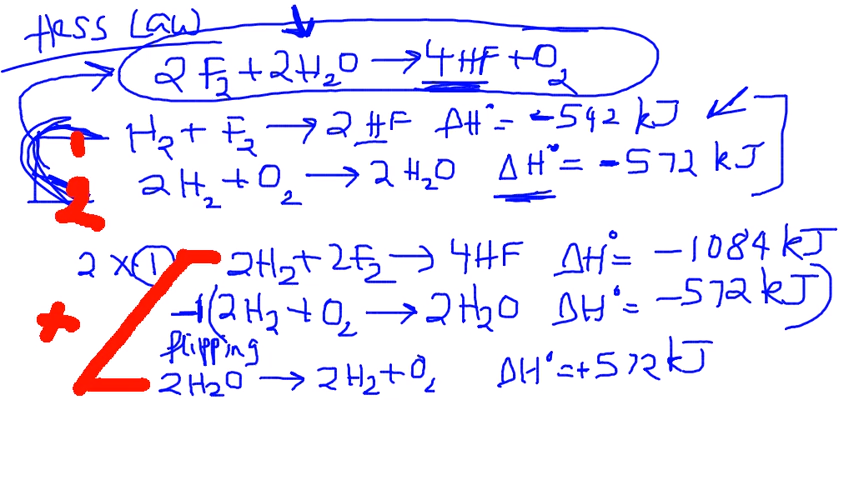 Hess Law
2F₂ + 2H₂O → 4HF + O₂
1 H₂ + F₂ → 2HF ΔH° = -542 kJ
2 2H₂ + O₂ → 2H₂O ΔH° = -572 kJ
2 × ① 2H₂ + 2F₂ → 4HF ΔH° = -1084 kJ
+ -1(2H₂ + O₂ → 2H₂O ΔH° = -572 kJ)
flipping
2H₂O → 2H₂ + O₂ ΔH° = +572 kJ